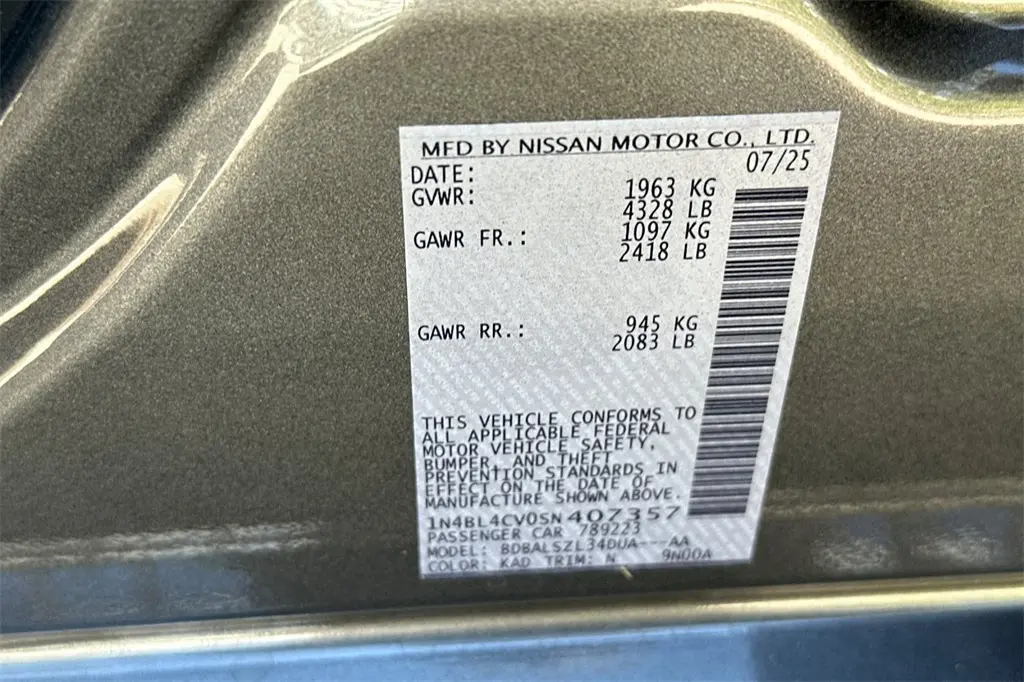 MFD BY NISSAN MOTOR CO., LTD.
DATE: 07/25
GVWR: 1963 KG
4328 LB
GAWR FR.: 1097 KG
2418 LB
GAWR RR.: 945 KG
2083 LB
THIS VEHICLE CONFORMS TO
ALL APPLICABLE FEDERAL
MOTOR VEHICLE SAFETY,
BUMPER, AND THEFT
PREVENTION STANDARDS IN
EFFECT ON THE DATE OF
MANUFACTURE SHOWN ABOVE.
1N4BL4CV0SN407357
PASSENGER CAR 789223
MODEL: BDBALSZL34DUA---AA
COLOR: KAD TRIM: N 9N00A